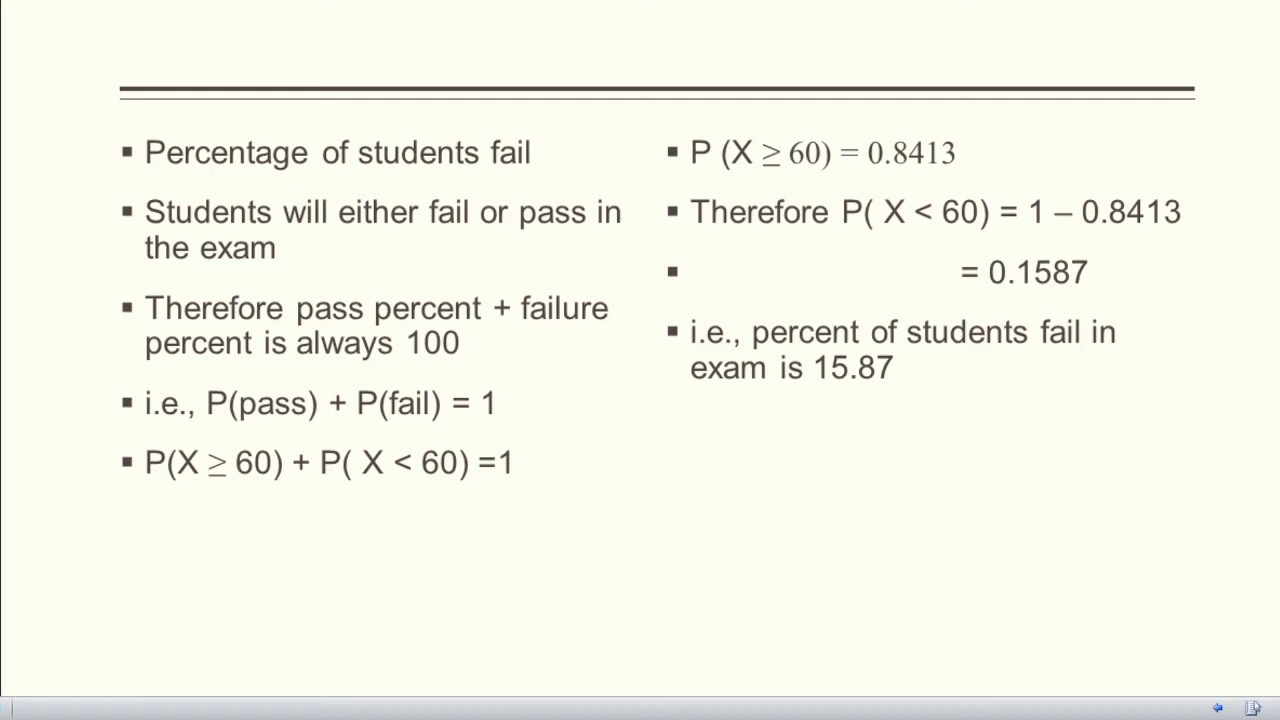 ▪ Percentage of students fail
▪ Students will either fail or pass in
the exam
▪ Therefore pass percent + failure
percent is always 100
▪ i.e., P(pass) + P(fail) = 1
▪ P(X ≥ 60) + P( X < 60) =1
▪ P (X ≥ 60) = 0.8413
▪ Therefore P( X < 60) = 1 – 0.8413
▪ = 0.1587
▪ i.e., percent of students fail in
exam is 15.87